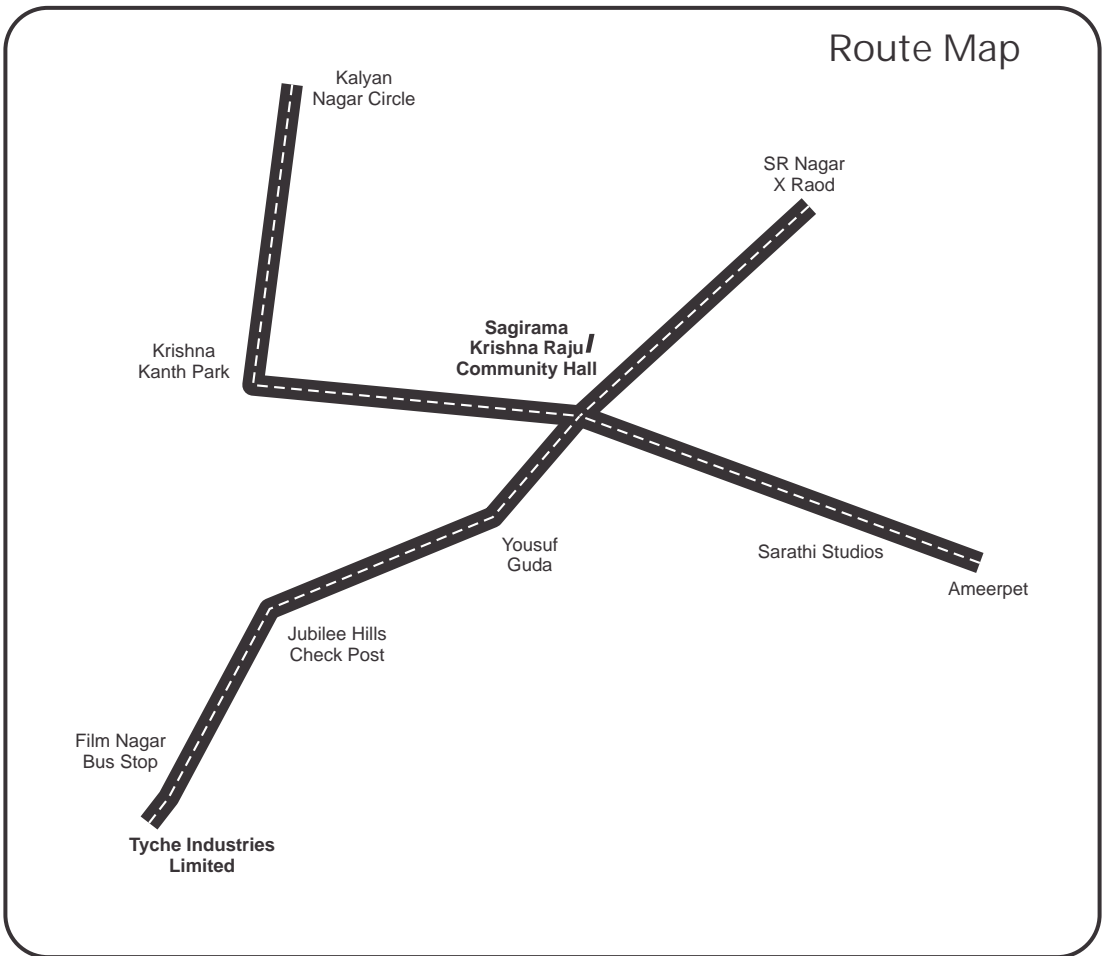 Route Map
Kalyan
Nagar Circle
SR Nagar
X Raod
Sagirama
Krishna Raju
Community Hall
Krishna
Kanth Park
Yousuf
Guda
Sarathi Studios
Ameerpet
Jubilee Hills
Check Post
Film Nagar
Bus Stop
Tyche Industries
Limited